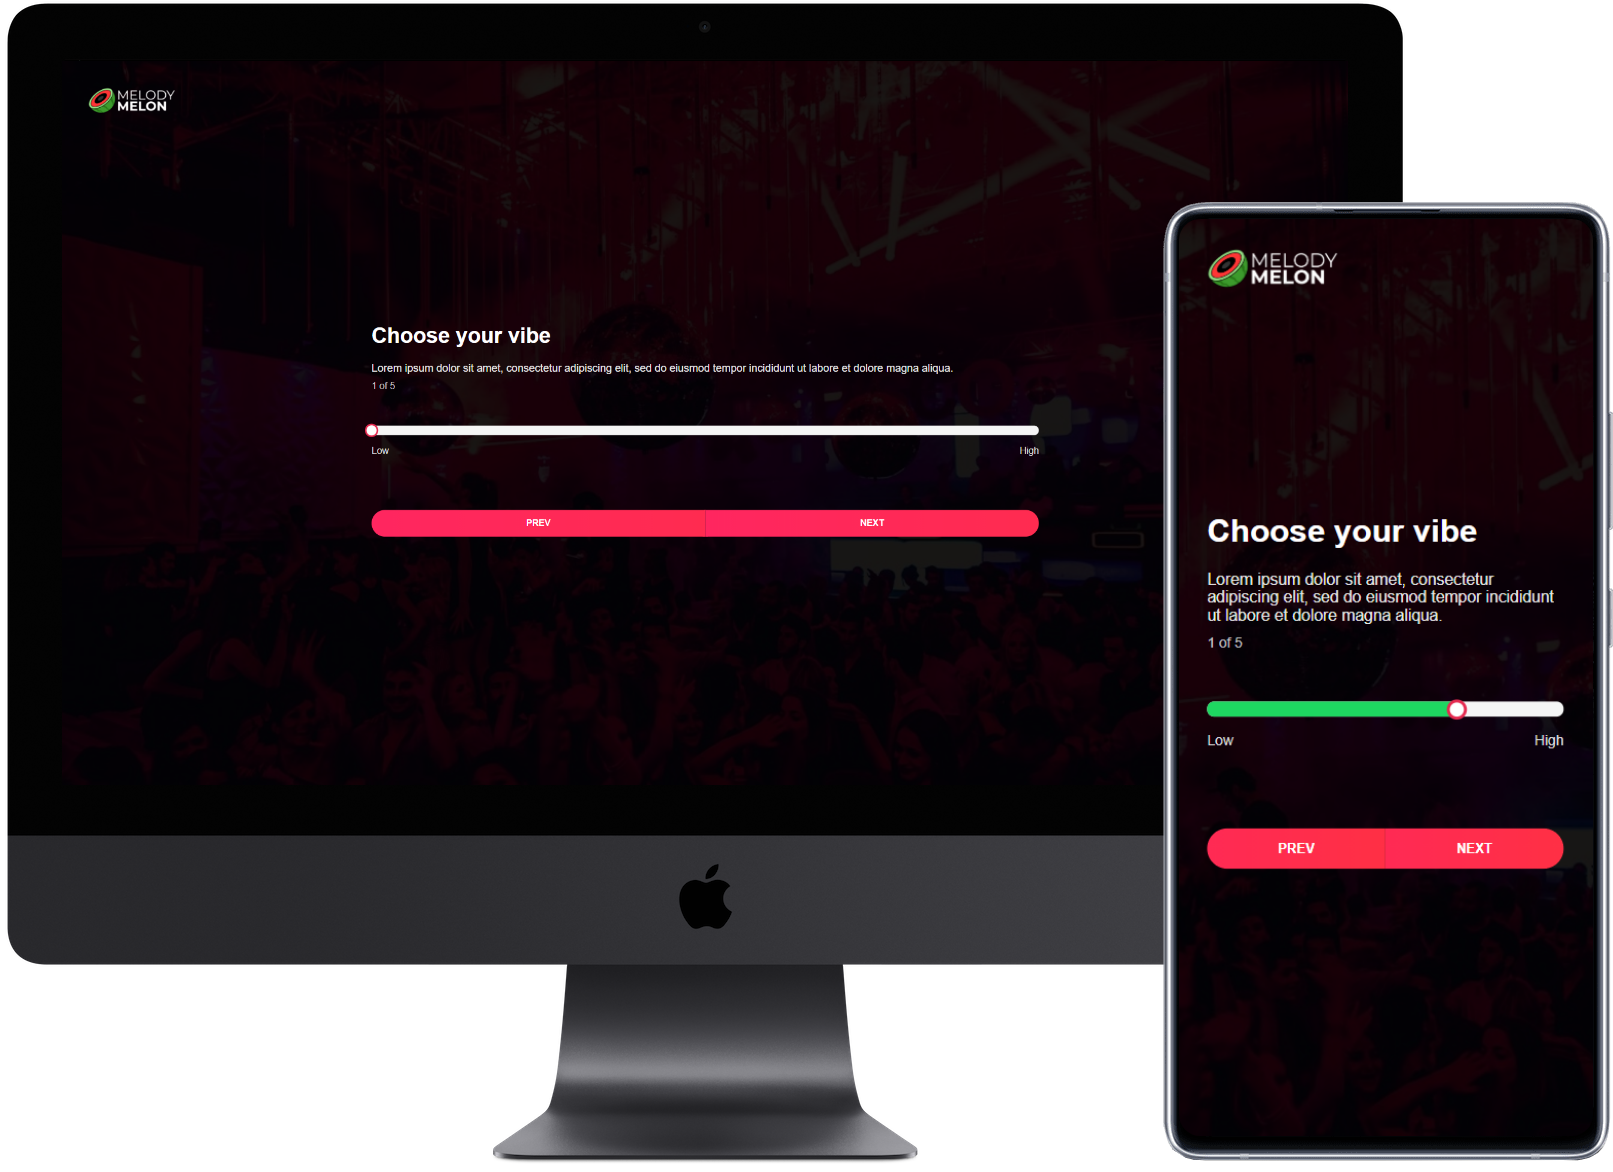 MELODY
MELON
Choose your vibe
Lorem ipsum dolor sit amet, consectetur adipiscing elit, sed do eiusmod tempor incididunt ut labore et dolore magna aliqua.
1 of 5
Low High
PREV NEXT
MELODY
MELON
Choose your vibe
Lorem ipsum dolor sit amet, consectetur
adipiscing elit, sed do eiusmod tempor incididunt
ut labore et dolore magna aliqua.
1 of 5
Low High
PREV NEXT